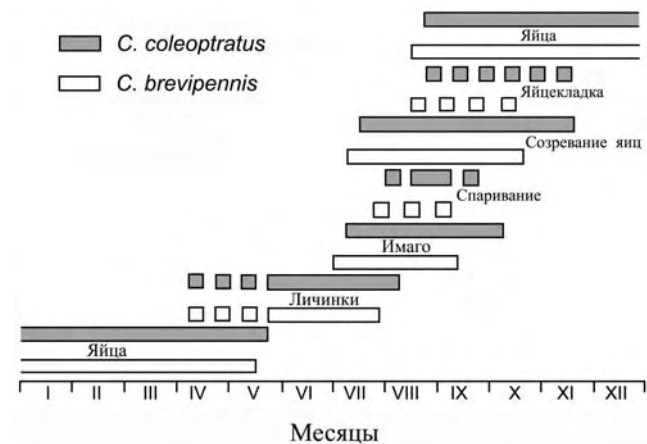 C. coleoptratus
C. brevipennis
Яйца
Яйцекладка
Созревание яиц
Спаривание
Имаго
Личинки
Яйца
I II III IV V VI VII VIII IX X XI XII
Месяцы